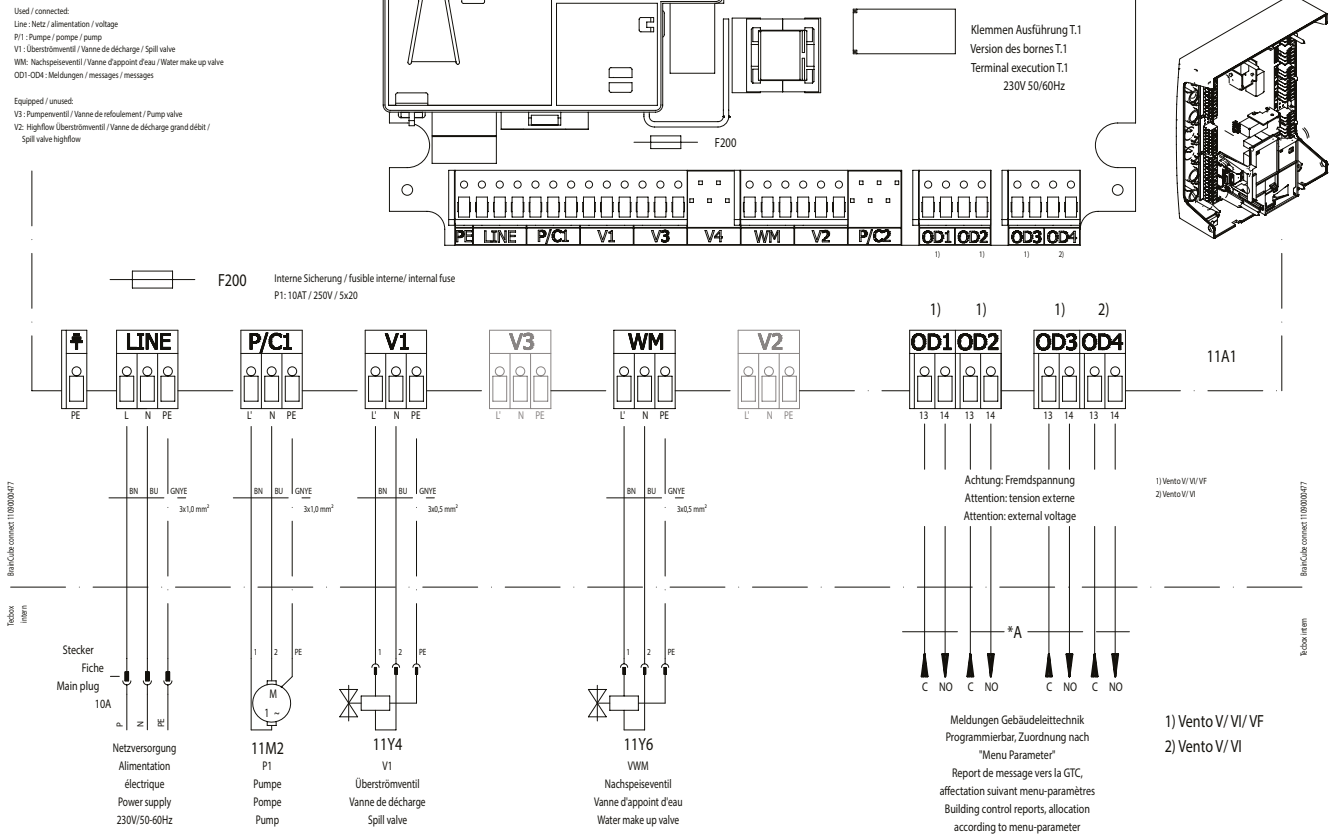 Used / connected:
Line : Netz / alimentation / voltage
P/1 : Pumpe / pompe / pump
V1 : Überströmventil / Vanne de décharge / Spill valve
WM: Nachspeiseventil / Vanne d'appoint d'eau / Water make up valve
OD1-OD4 : Meldungen / messages / messages
Equipped / unused:
V3 : Pumpenventil / Vanne de refoulement / Pump valve
V2: Highflow Überströmventil / Vanne de décharge grand débit /
Spill valve highflow
Klemmen Ausführung T.1
Version des bornes T.1
Terminal execution T.1
230V 50/60Hz
F200
PE LINE P/C1 V1 V3 V4 WM V2 P/C2 OD1 OD2 OD3 OD4
1) 1) 1) 2)
F200 Interne Sicherung / fusible interne/ internal fuse
P1: 10AT / 250V / 5x20
1) 1) 1) 2)
LINE P/C1 V1 V3 WM V2 OD1 OD2 OD3 OD4
11A1
PE L N PE L' N PE L' N PE L' N PE L' N PE L' N PE 13 14 13 14 13 14 13 14
BN BU GNYE BN BU GNYE BN BU GNYE
3x1,0 mm² 3x1,0 mm² 3x0,5 mm² 3x0,5 mm²
Achtung: Fremdspannung
Attention: tension externe
Attention: external voltage
1) Vento V/ VI/ VF
2) Vento V/ VI
BrainCube connect 11090000477
BrainCube connect 11090000477
Tecbox
intern
Tecbox intern
*A
Stecker
Fiche
Main plug
10A
1 2 PE 1 2 PE 1 2 PE
M
1 ~
P N PE
C NO C NO C NO C NO
Netzversorgung
Alimentation
électrique
Power supply
230V/50-60Hz
11M2
P1
Pumpe
Pompe
Pump
11Y4
V1
Überströmventil
Vanne de décharge
Spill valve
11Y6
VWM
Nachspeiseventil
Vanne d'appoint d'eau
Water make up valve
Meldungen Gebäudeleittechnik
Programmierbar, Zuordnung nach
"Menu Parameter"
Report de message vers la GTC,
affectation suivant menu-paramètres
Building control reports, allocation
according to menu-parameter
1) Vento V/ VI/ VF
2) Vento V/ VI